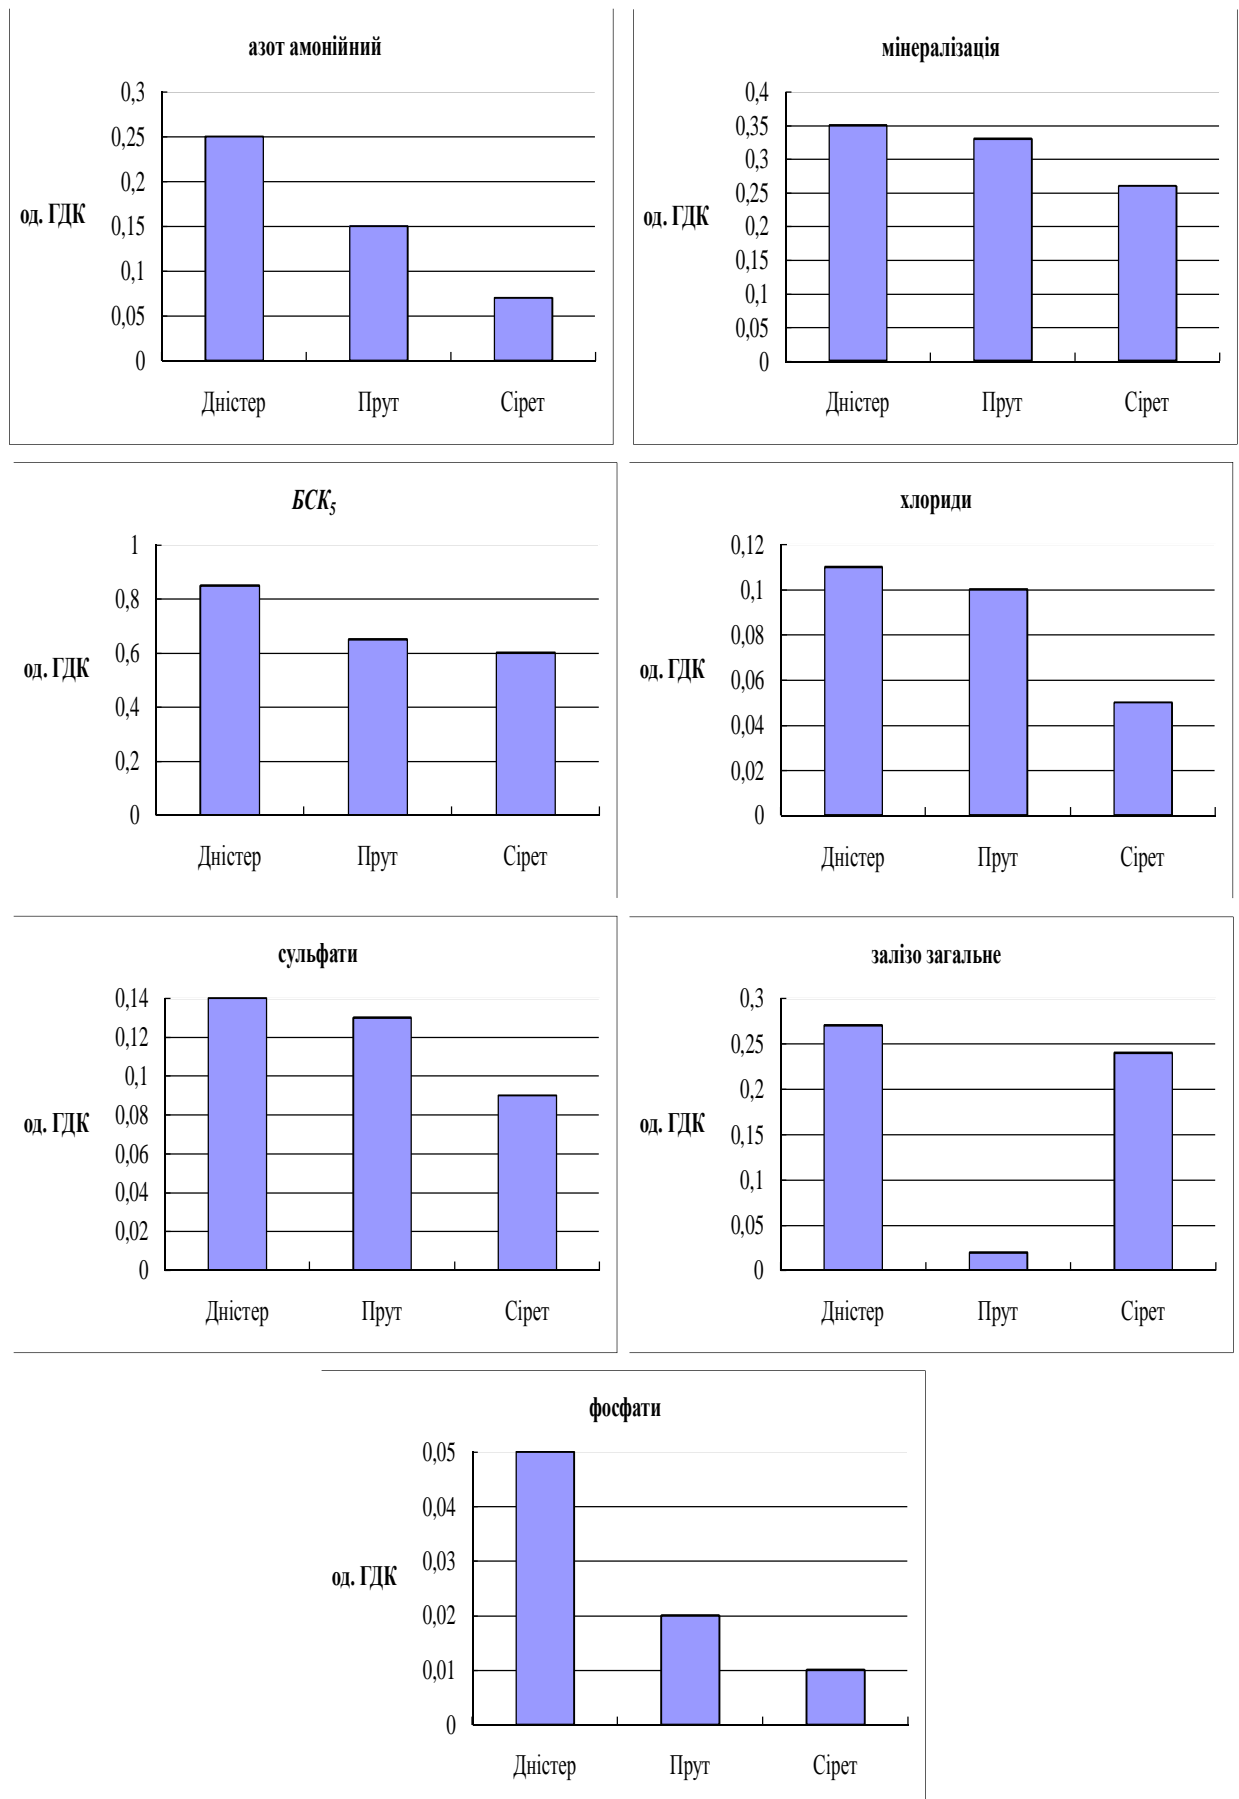 азот амонійний
0,3
0,25
0,2
од. ГДК
0,15
0,1
0,05
0
Дністер Прут Сірет
мінералізація
0,4
0,35
0,3
0,25
од. ГДК
0,2
0,15
0,1
0,05
0
Дністер Прут Сірет
БСК5
1
0,8
0,6
од. ГДК
0,4
0,2
0
Дністер Прут Сірет
хлориди
0,12
0,1
0,08
0,06
од. ГДК
0,04
0,02
0
Дністер Прут Сірет
сульфати
0,14
0,12
0,1
0,08
од. ГДК
0,06
0,04
0,02
0
Дністер Прут Сірет
залізо загальне
0,3
0,25
0,2
0,15
од. ГДК
0,1
0,05
0
Дністер Прут Сірет
фосфати
0,05
0,04
0,03
од. ГДК
0,02
0,01
0
Дністер Прут Сірет